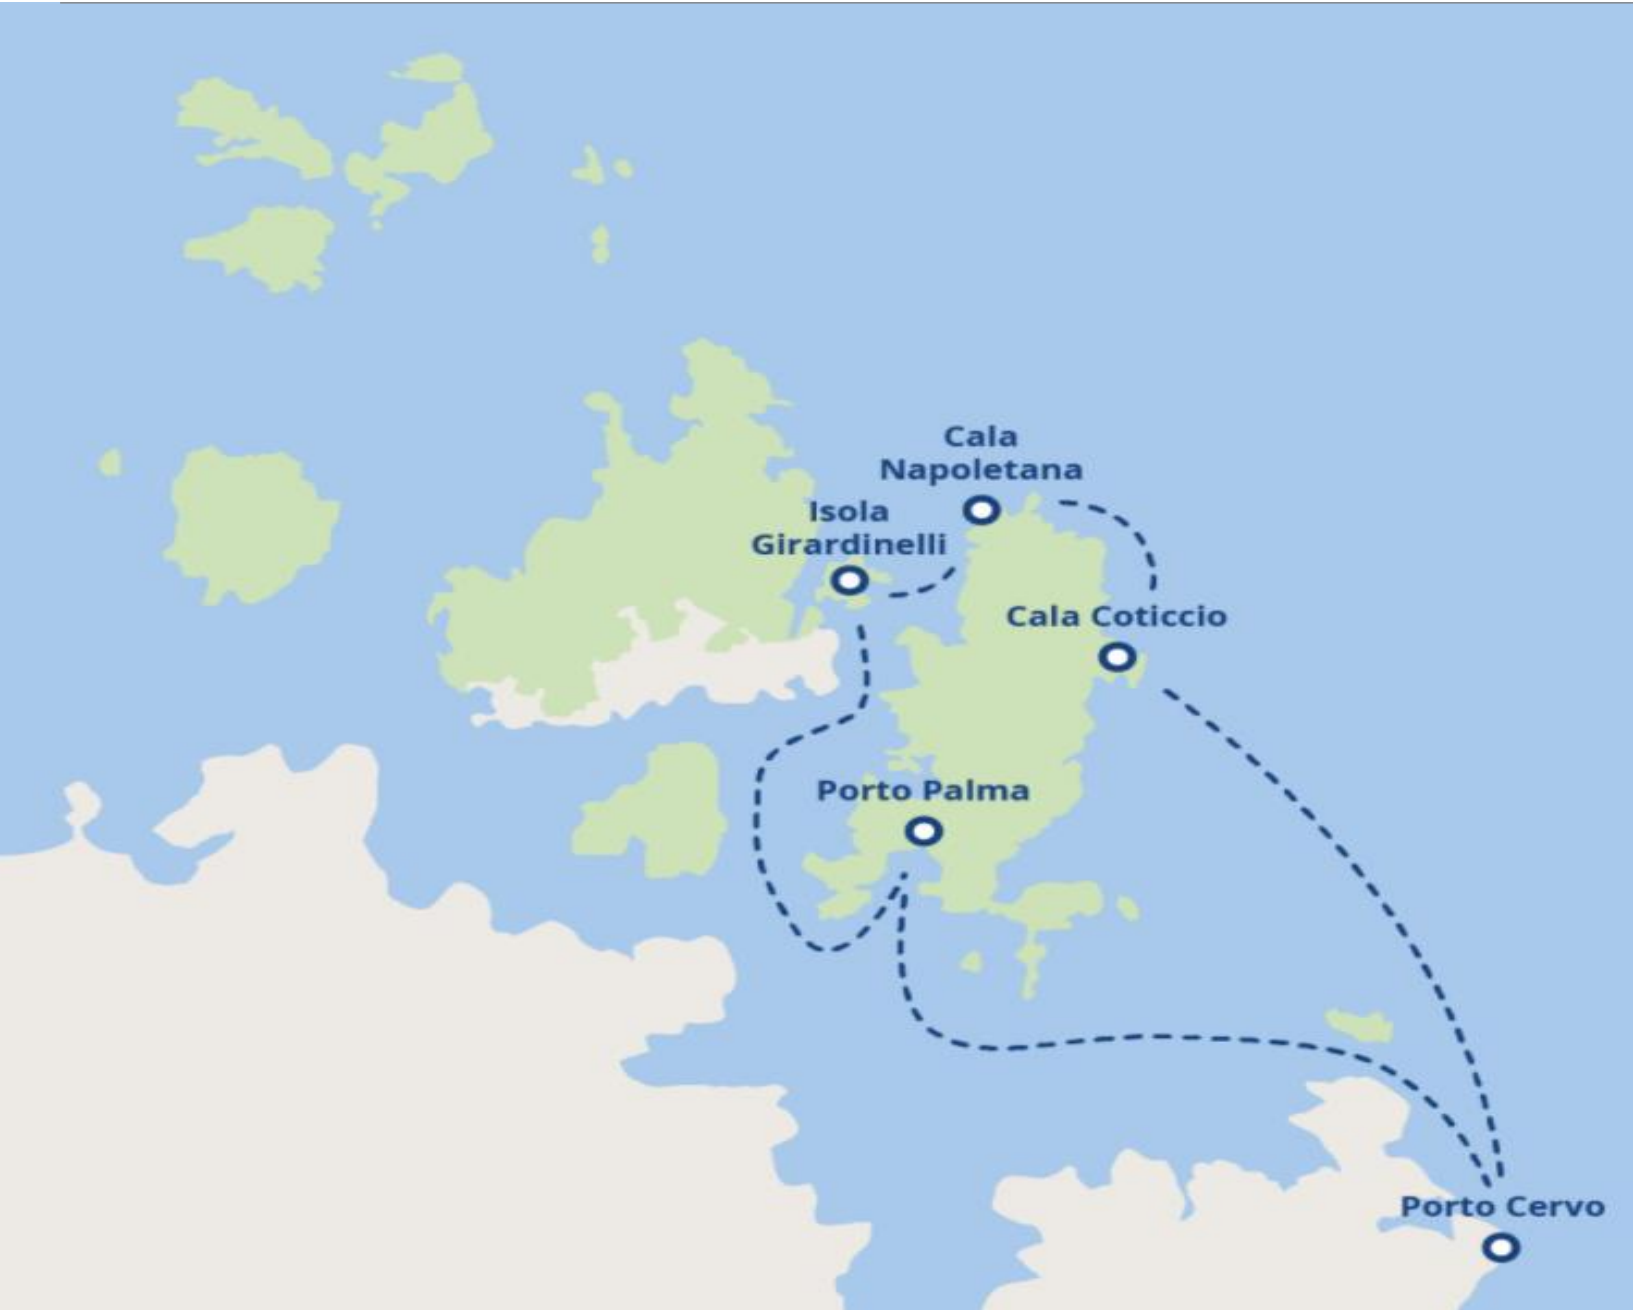 Cala
Napoletana
Isola
Girardinelli
Cala Coticcio
Porto Palma
Porto Cervo